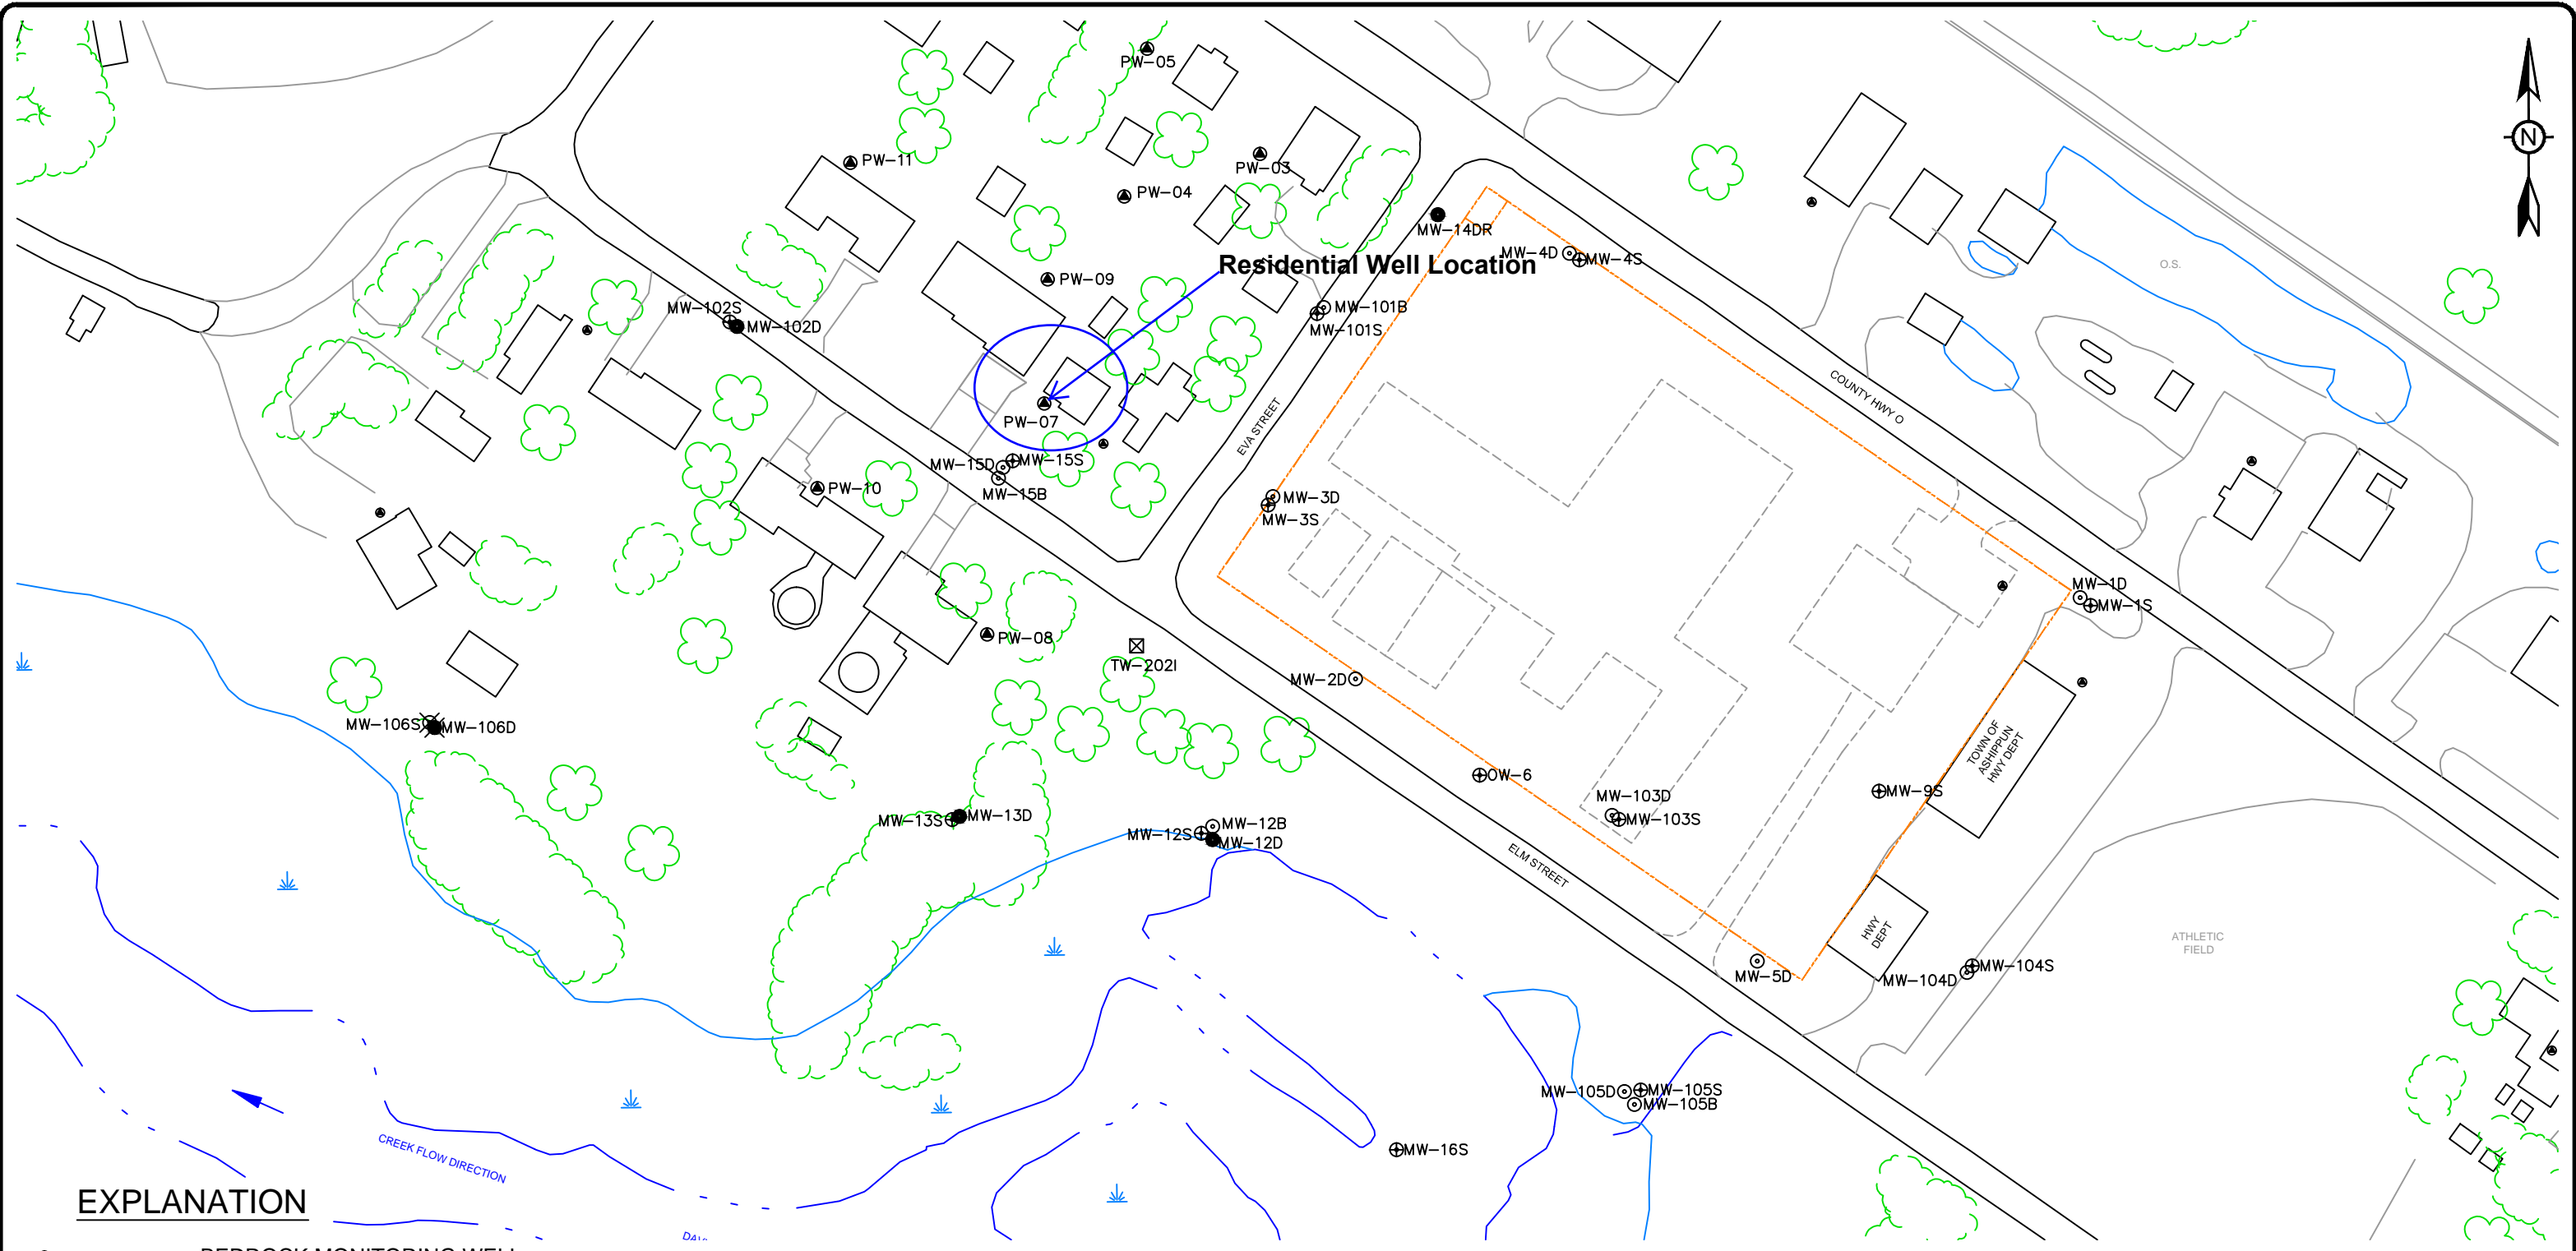 PW-05
N
PW-11
PW-03
PW-04
MW-14DR
MW-4D
MW-4S
Residential Well Location
O.S.
PW-09
MW-102S
MW-102D
MW-101B
MW-101S
COUNTY HWY O
EVA STREET
PW-07
MW-15D
MW-15S
MW-15B
PW-10
MW-3D
MW-3S
MW-1D
MW-1S
PW-08
TW-202I
MW-2D
MW-106S
MW-106D
TOWN OF
ASHIPPUN
HWY DEPT
OW-6
MW-9S
MW-103D
MW-103S
MW-13S
MW-13D
MW-12B
MW-12S
MW-12D
ELM STREET
HWY
DEPT
ATHLETIC
FIELD
MW-5D
MW-104S
MW-104D
MW-105D
MW-105S
MW-105B
CREEK FLOW DIRECTION
MW-16S
EXPLANATION
BEDROCK MONITORING WELL